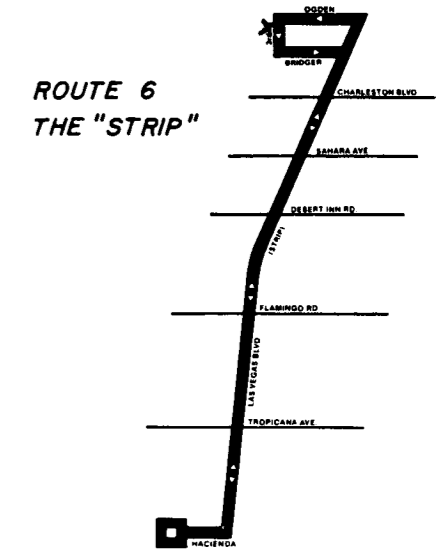 OGDEN
3rd
BRIDGER
ROUTE 6
THE "STRIP"
CHARLESTON BLVD
SAHARA AVE
DESERT INN RD
(STRIP)
FLAMINGO RD
LAS VEGAS BLVD
TROPICANA AVE.
HACIENDA